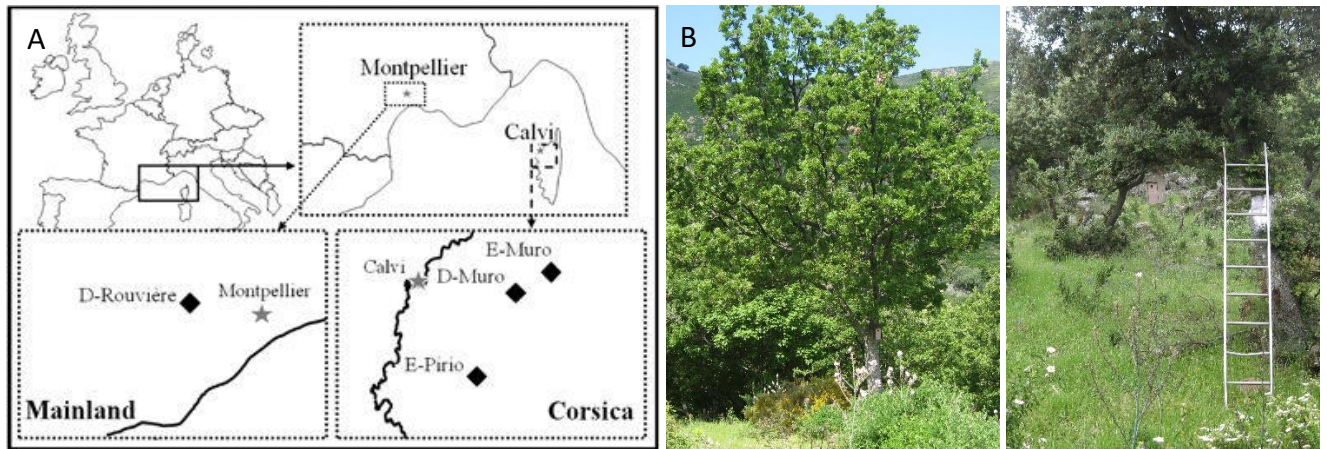 A
Montpellier
Calvi
D-Rouvière
Montpellier
Mainland
Calvi
E-Muro
D-Muro
E-Pirio
Corsica
B